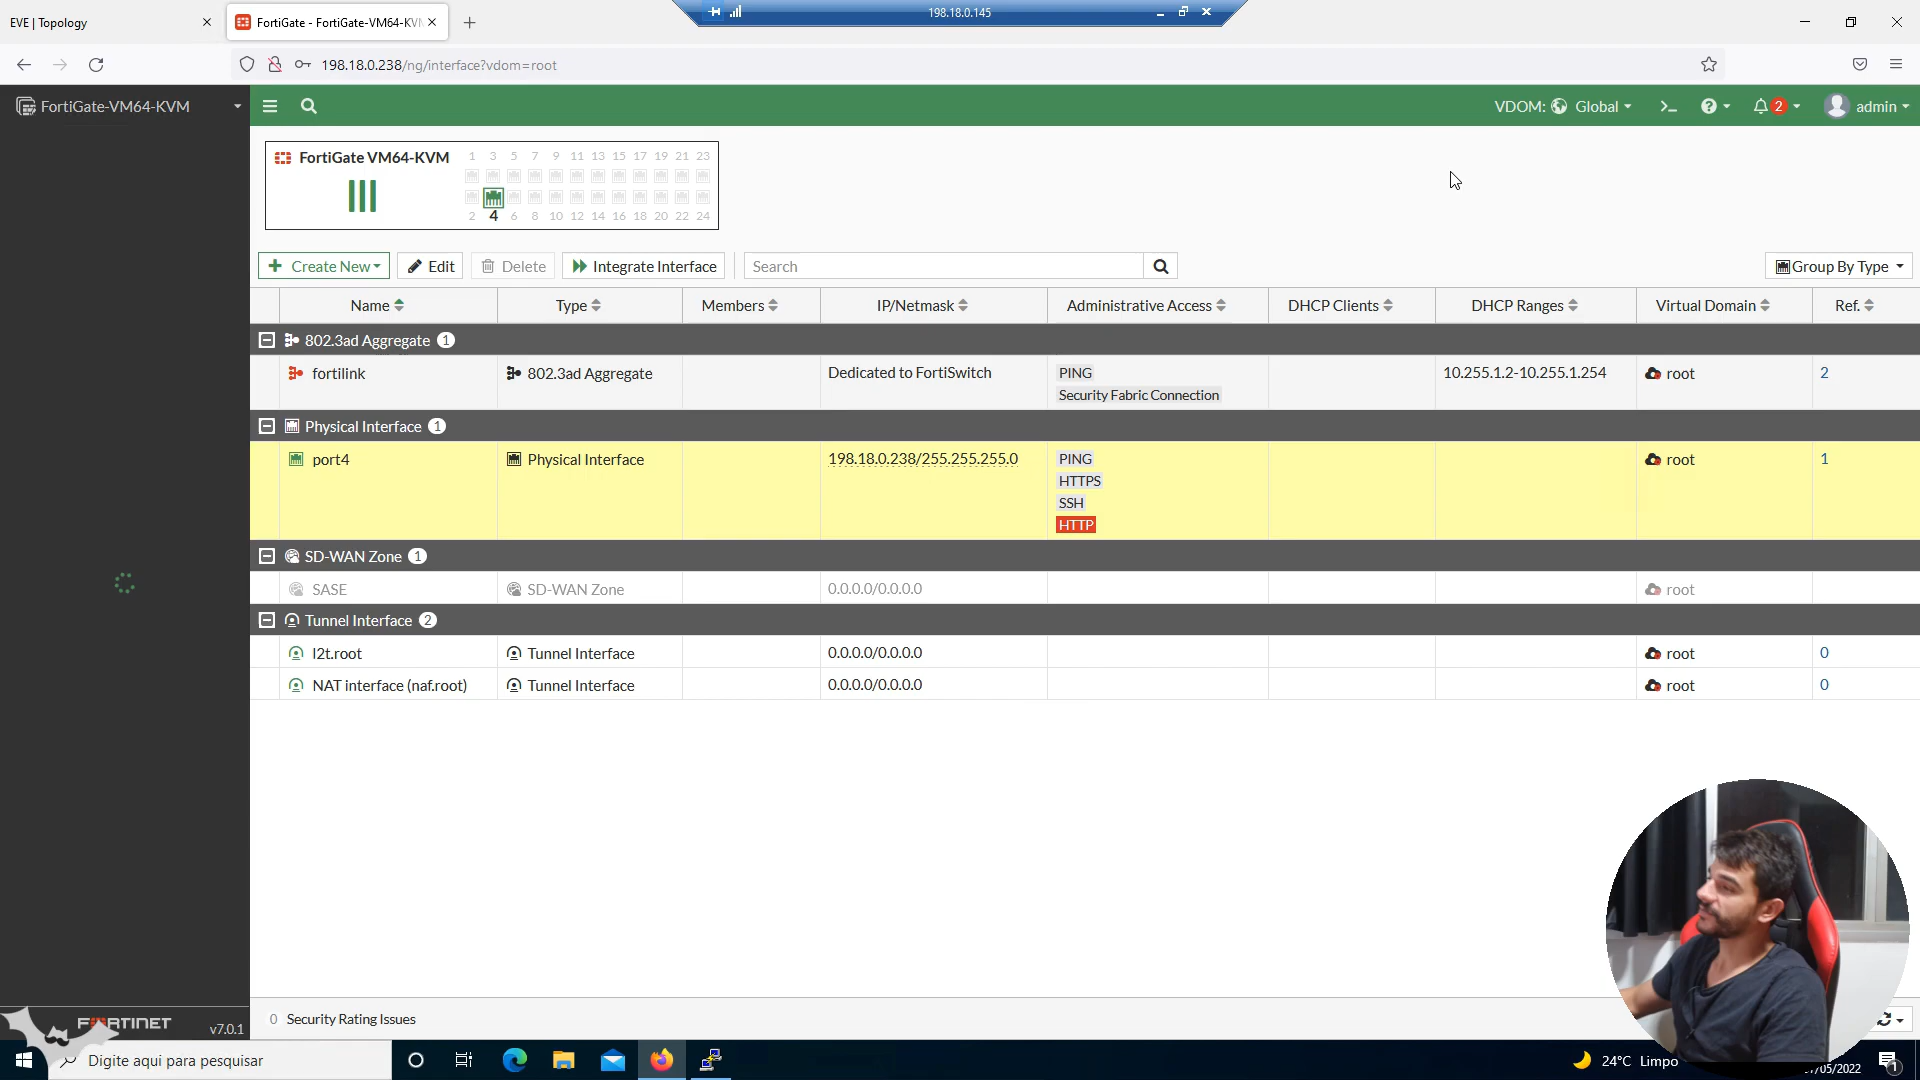 EVE | Topology
FortiGate - FortiGate-VM64-KV
198.18.0.145
198.18.0.238/ng/interface?vdom=root
FortiGate-VM64-KVM
VDOM: Global
2
admin
FortiGate VM64-KVM
1 3 5 7 9 11 13 15 17 19 21 23
2 4 6 8 10 12 14 16 18 20 22 24
Create New
Edit
Delete
Integrate Interface
Search
Group By Type
Name Type Members IP/Netmask Administrative Access DHCP Clients DHCP Ranges Virtual Domain Ref.
802.3ad Aggregate 1
fortilink 802.3ad Aggregate Dedicated to FortiSwitch PING 10.255.1.2-10.255.1.254 root 2
Security Fabric Connection
Physical Interface 1
port4 Physical Interface 198.18.0.238/255.255.255.0 PING root 1
HTTPS
SSH
HTTP
SD-WAN Zone 1
SASE SD-WAN Zone 0.0.0.0/0.0.0.0 root
Tunnel Interface 2
l2t.root Tunnel Interface 0.0.0.0/0.0.0.0 root 0
NAT interface (naf.root) Tunnel Interface 0.0.0.0/0.0.0.0 root 0
FORTINET
v7.0.1
0 Security Rating Issues
Digite aqui para pesquisar
24°C Limpo
/05/2022
1